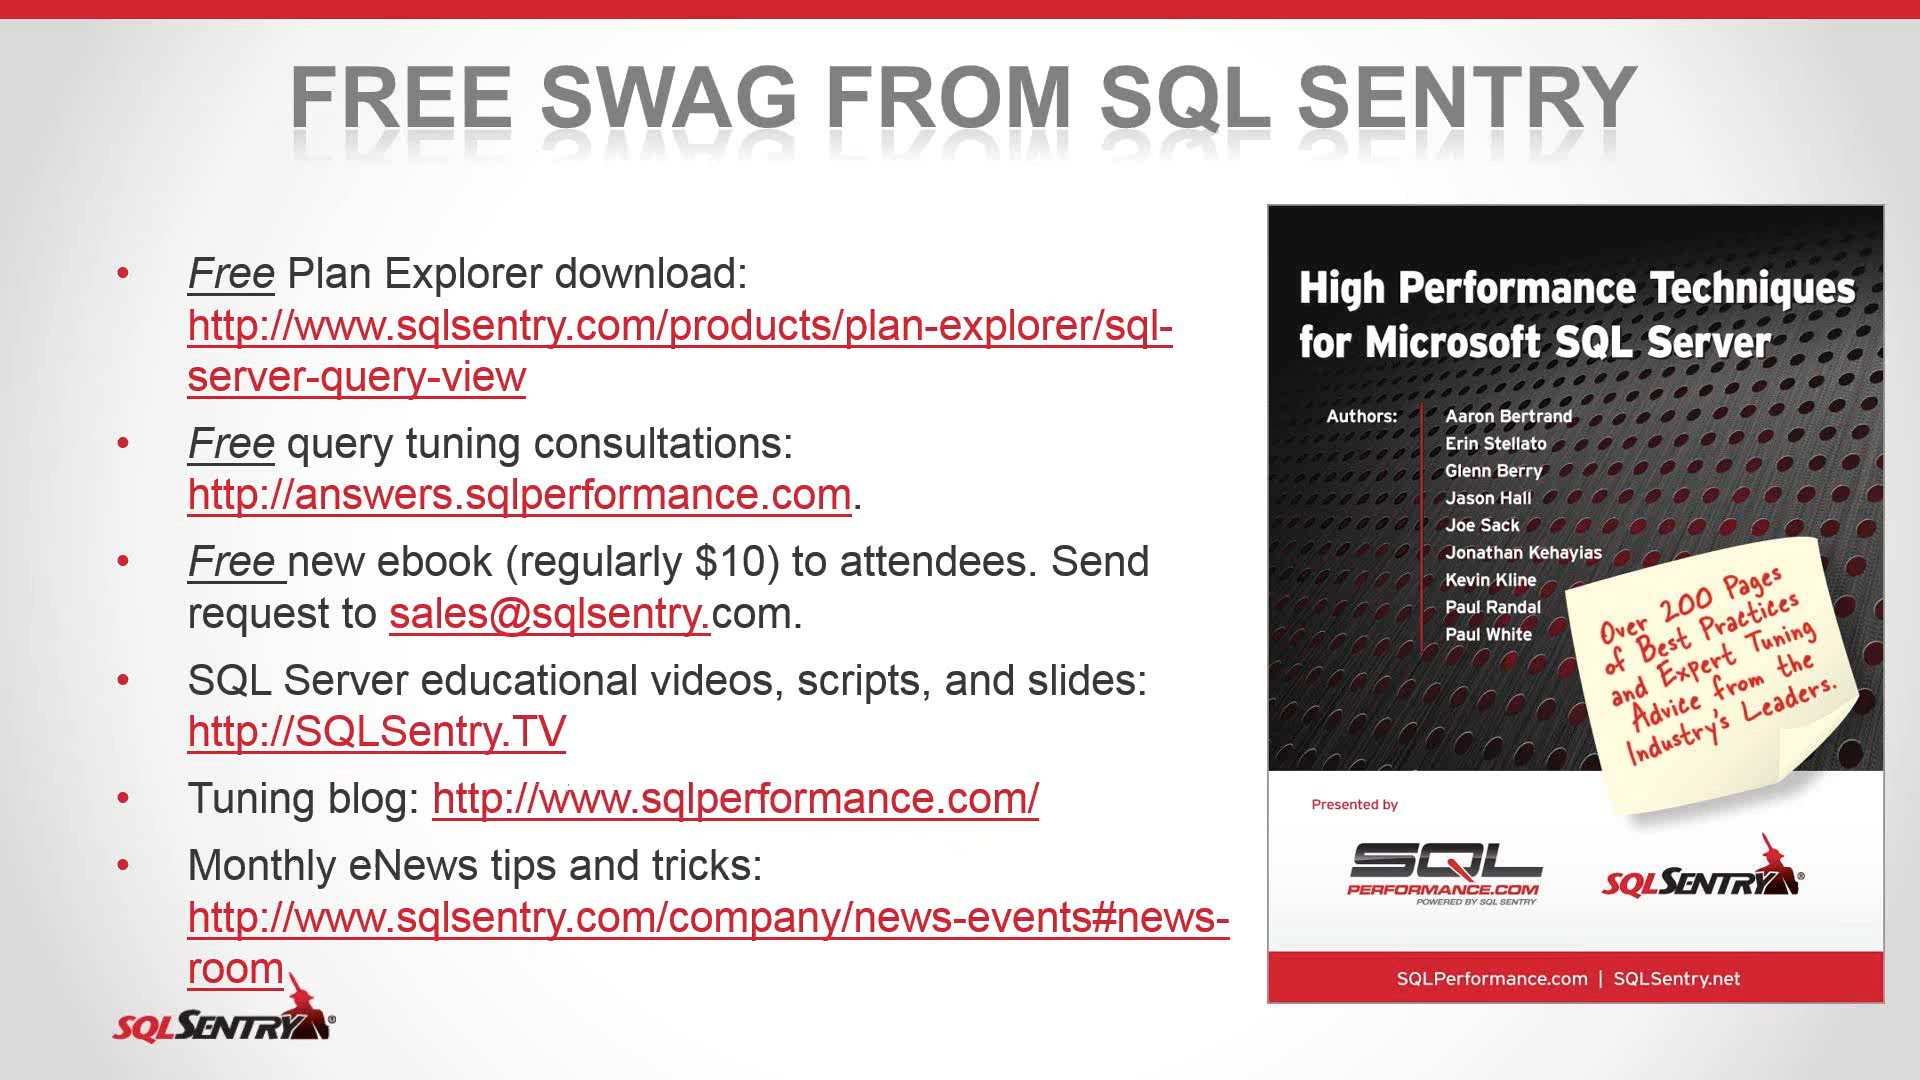 FREE SWAG FROM SQL SENTRY
• Free Plan Explorer download:
http://www.sqlsentry.com/products/plan-explorer/sql-
server-query-view
• Free query tuning consultations:
http://answers.sqlperformance.com.
• Free new ebook (regularly $10) to attendees. Send
request to sales@sqlsentry.com.
• SQL Server educational videos, scripts, and slides:
http://SQLSentry.TV
• Tuning blog: http://www.sqlperformance.com/
• Monthly eNews tips and tricks:
http://www.sqlsentry.com/company/news-events#news-
room
SQLSENTRY®
High Performance Techniques
for Microsoft SQL Server
Authors:
Aaron Bertrand
Erin Stellato
Glenn Berry
Jason Hall
Joe Sack
Jonathan Kehayias
Kevin Kline
Paul Randal
Paul White
Over 200 Pages
of Best Practices
and Expert Tuning
Advice from the
Industry's Leaders.
Presented by
SQL
PERFORMANCE.COM
POWERED BY SQL SENTRY
SQLSENTRY®
SQLPerformance.com | SQLSentry.net